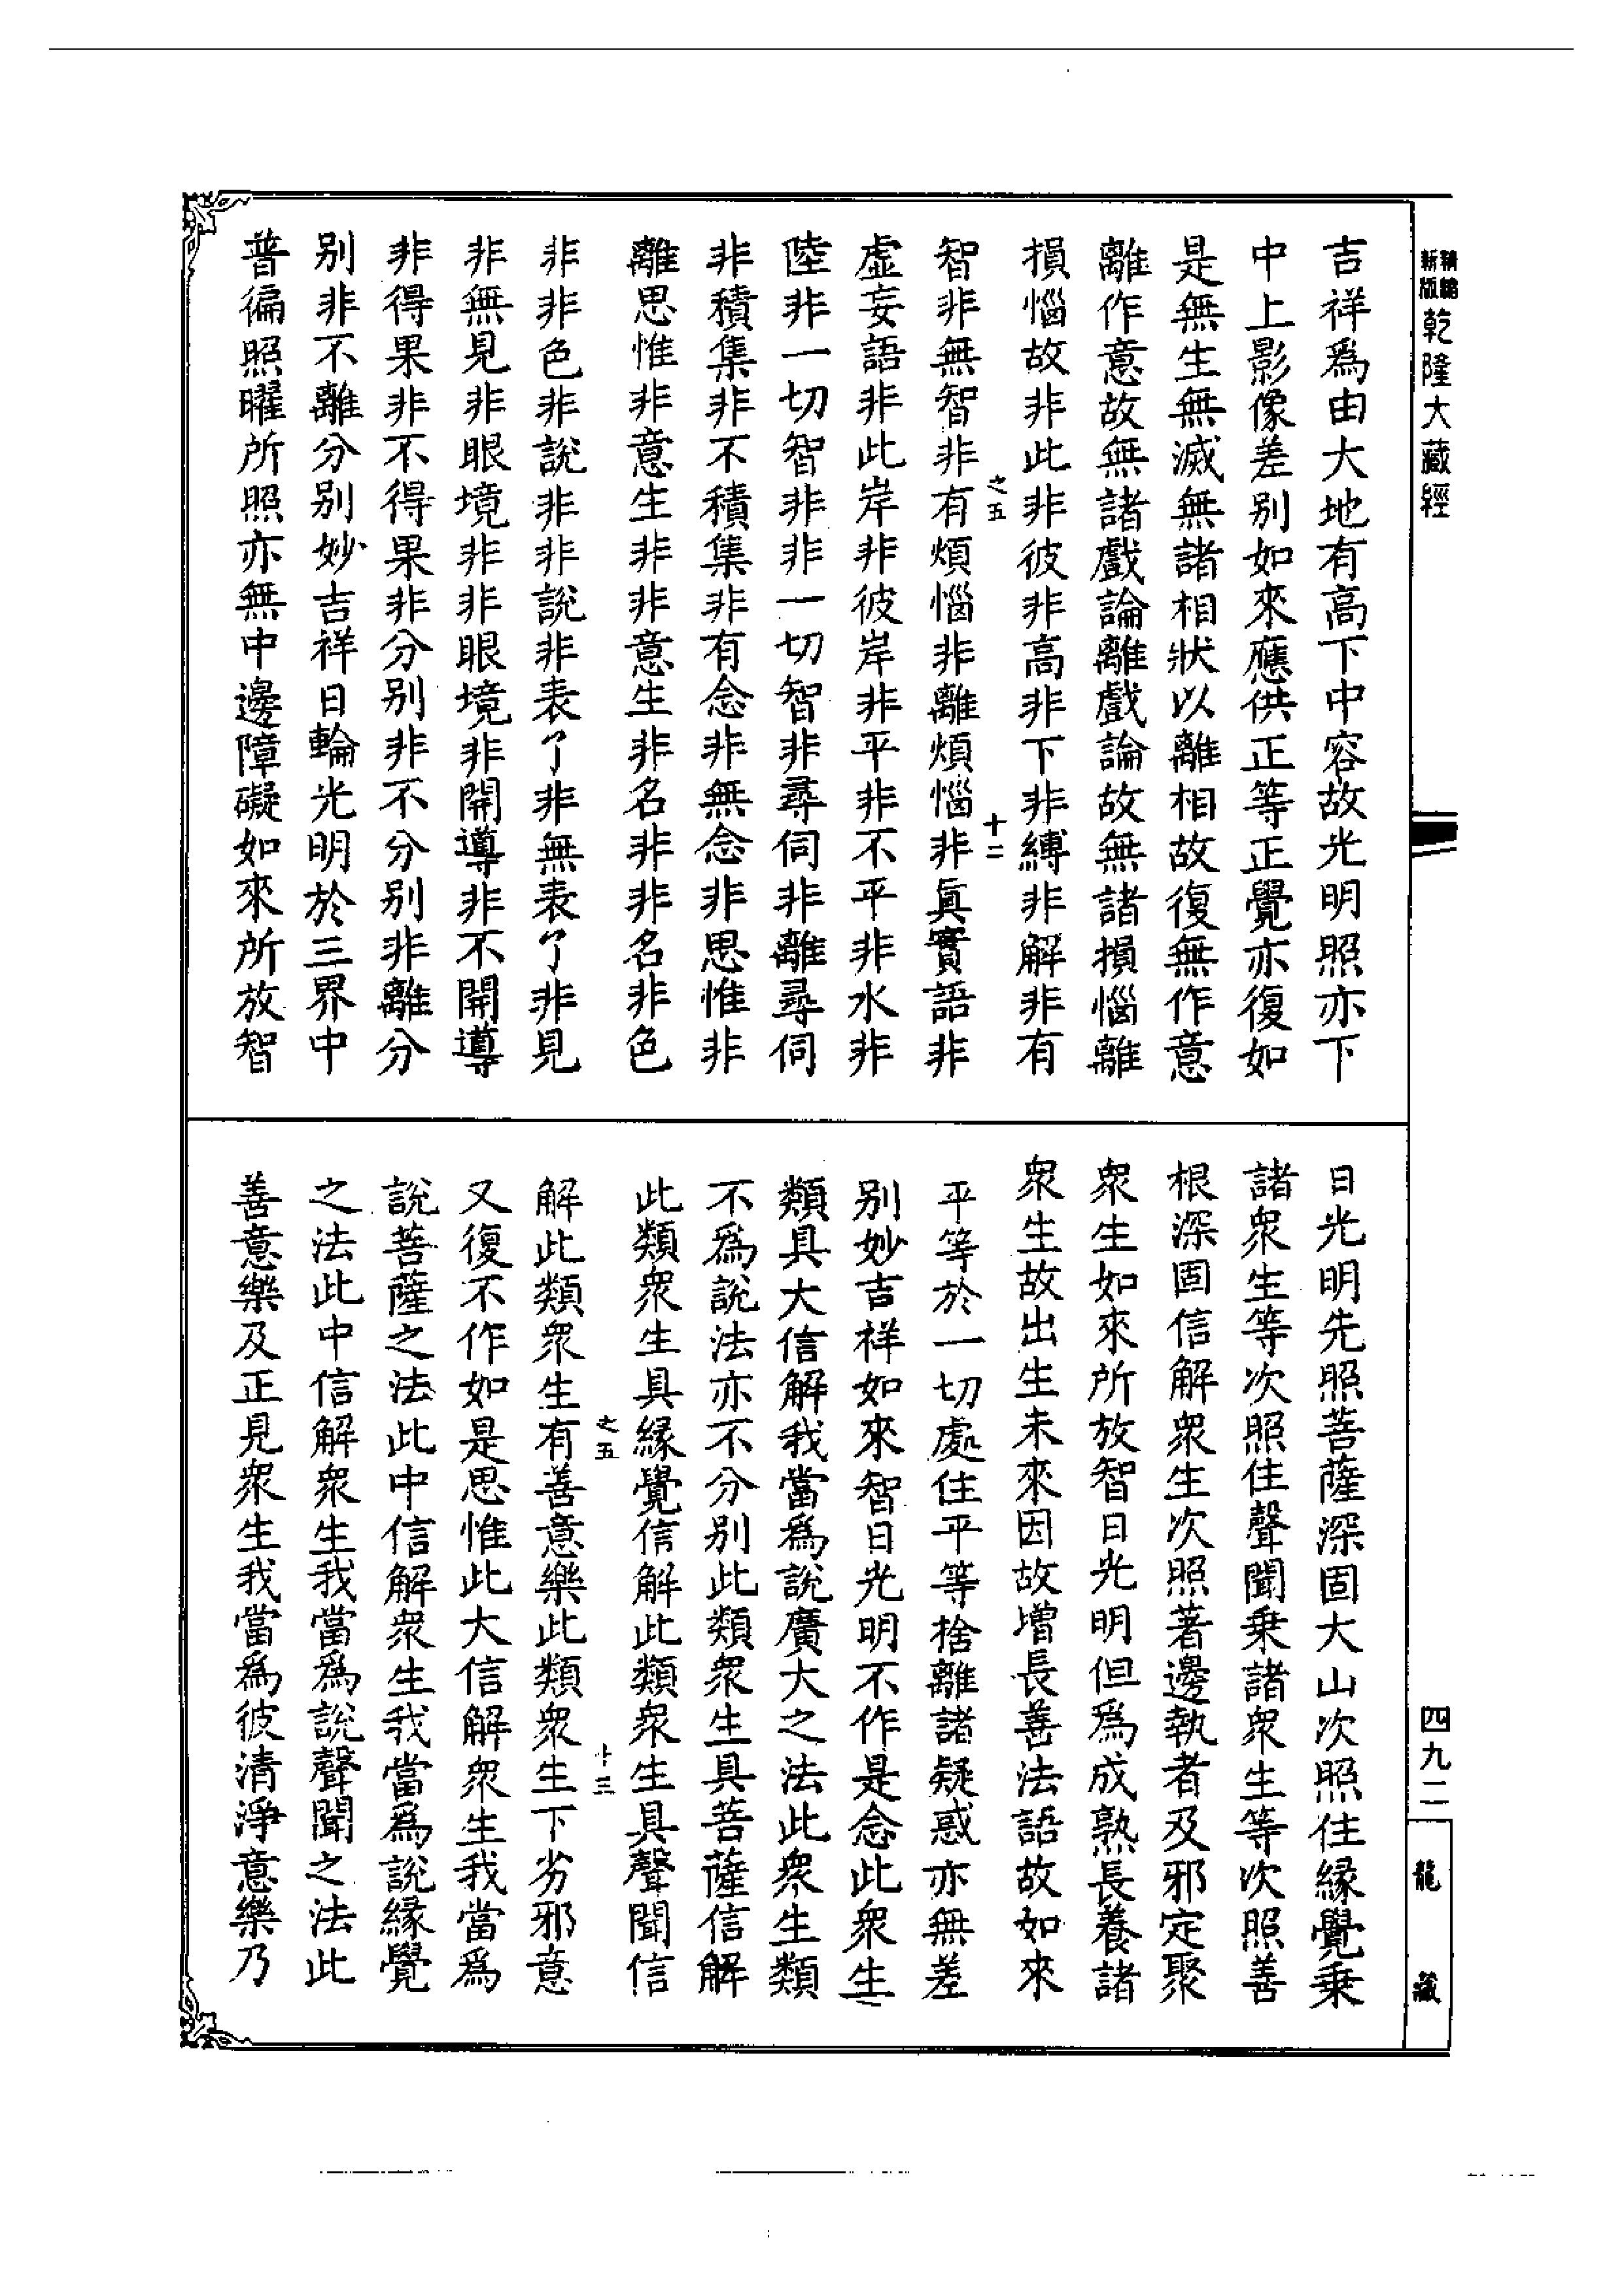 精縮
新版
乾隆大藏經
吉祥爲由大地有高下中容故光明照亦下
中上影像差别如來應供正等正覺亦復如
是無生無滅無諸相狀以離相故復無作意
離作意故無諸戲論離戲論故無諸損惱離
損惱故非此非彼非高非下非縛非解非有
之五
十二
智非無智非有煩惱非離煩惱非眞實語非
虛妄語非此岸非彼岸非平非不平非水非
陸非一切智非非一切智非尋伺非離尋伺
非積集非不積集非有念非無念非思惟非
離思惟非意生非非意生非名非非名非色
非非色非說非非說非表了非無表了非見
非無見非眼境非非眼境非開導非不開導
非得果非不得果非分别非不分别非離分
别非不離分别妙吉祥日輪光明於三界中
普徧照曜所照亦無中邊障礙如來所放智
日光明先照菩薩深固大山次照住緣覺乗
諸衆生等次照住聲聞乗諸衆生等次照善
根深固信解衆生次照著邊執者及邪定聚
衆生如來所放智日光明但爲成熟長養諸
衆生故出生未來因故增長善法語故如來
平等於一切處住平等捨離諸疑惑亦無差
别妙吉祥如來智日光明不作是念此衆生
類具大信解我當爲說廣大之法此衆生類
不爲說法亦不分别此類衆生具菩薩信解
此類衆生具緣覺信解此類衆生具聲聞信
之五
十三
解此類衆生有善意樂此類衆生下劣邪意
又復不作如是思惟此大信解衆生我當爲
說菩薩之法此中信解衆生我當爲說緣覺
之法此中信解衆生我當爲說聲聞之法此
善意樂及正見衆生我當爲彼清淨意樂乃
四九二
龍藏